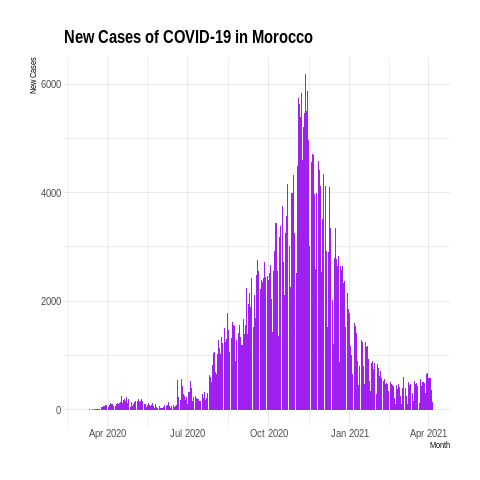 New Cases of COVID-19 in Morocco
New Cases
6000
4000
2000
0
Apr 2020 Jul 2020 Oct 2020 Jan 2021 Apr 2021
Month